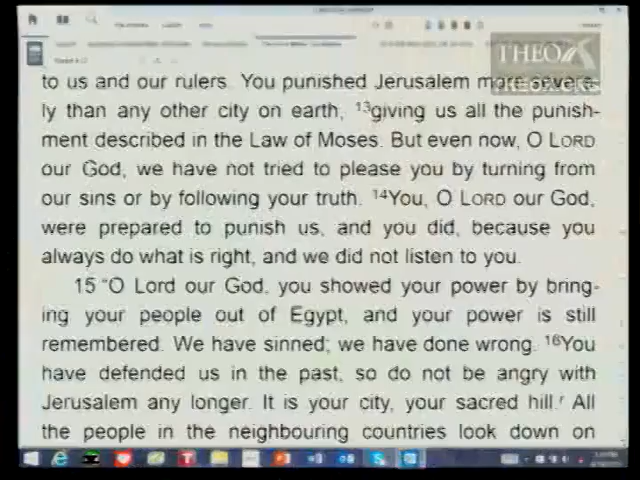 THEO
to us and our rulers. You punished Jerusalem more severe-
ly than any other city on earth, 13giving us all the punish-
ment described in the Law of Moses. But even now, O LORD
our God, we have not tried to please you by turning from
our sins or by following your truth. 14You, O LORD our God,
were prepared to punish us, and you did, because you
always do what is right, and we did not listen to you.
15 “O Lord our God, you showed your power by bring-
ing your people out of Egypt, and your power is still
remembered. We have sinned; we have done wrong. 16You
have defended us in the past, so do not be angry with
Jerusalem any longer. It is your city, your sacred hill.r All
the people in the neighbouring countries look down on